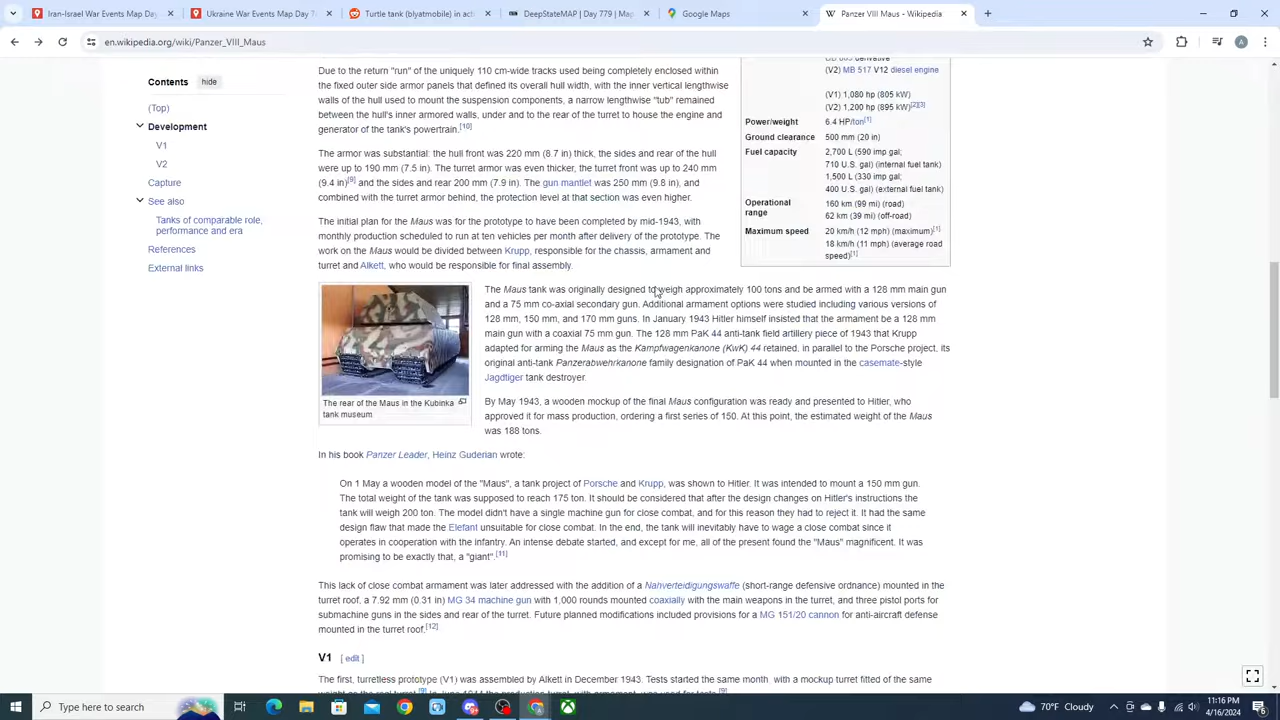 Iran-Israel War Events Map Day
Ukraine War Events Map Day 7
Turtle tank (blyatmobile) in act
DeepStateMAP | Day 779 | Map
Google Maps
Panzer VIII Maus - Wikipedia
en.wikipedia.org/wiki/Panzer_VIII_Maus
A
Contents
hide
(Top)
Development
V1
V2
Capture
See also
Tanks of comparable role,
performance and era
References
External links
Due to the return "run" of the uniquely 110 cm-wide tracks used being completely enclosed within
the fixed outer side armor panels that defined its overall hull width, with the inner vertical lengthwise
walls of the hull used to mount the suspension components, a narrow lengthwise "tub" remained
between the hull's inner armored walls, under and to the rear of the turret to house the engine and
generator of the tank's powertrain.[10]
The armor was substantial: the hull front was 220 mm (8.7 in) thick, the sides and rear of the hull
were up to 190 mm (7.5 in). The turret armor was even thicker, the turret front was up to 240 mm
(9.4 in)[9] and the sides and rear 200 mm (7.9 in). The gun mantlet was 250 mm (9.8 in), and
combined with the turret armor behind, the protection level at that section was even higher.
The initial plan for the Maus was for the prototype to have been completed by mid-1943, with
monthly production scheduled to run at ten vehicles per month after delivery of the prototype. The
work on the Maus would be divided between Krupp, responsible for the chassis, armament and
turret and Alkett, who would be responsible for final assembly.
(V2) MB 517 V12 diesel engine
(V1) 1,080 hp (805 kW)
(V2) 1,200 hp (895 kW)[2][3]
Power/weight 6.4 HP/ton[1]
Ground clearance 500 mm (20 in)
Fuel capacity 2,700 L (590 imp gal;
710 U.S. gal) (internal fuel tank)
1,500 L (330 imp gal;
400 U.S. gal) (external fuel tank)
Operational range 160 km (99 mi) (road)
62 km (39 mi) (off-road)
Maximum speed 20 km/h (12 mph) (maximum)[1]
18 km/h (11 mph) (average road
speed)[1]
The rear of the Maus in the Kubinka
tank museum
The Maus tank was originally designed to weigh approximately 100 tons and be armed with a 128 mm main gun
and a 75 mm co-axial secondary gun. Additional armament options were studied including various versions of
128 mm, 150 mm, and 170 mm guns. In January 1943 Hitler himself insisted that the armament be a 128 mm
main gun with a coaxial 75 mm gun. The 128 mm PaK 44 anti-tank field artillery piece of 1943 that Krupp
adapted for arming the Maus as the Kampfwagenkanone (KwK) 44 retained, in parallel to the Porsche project, its
original anti-tank Panzerabwehrkanone family designation of PaK 44 when mounted in the casemate-style
Jagdtiger tank destroyer.
By May 1943, a wooden mockup of the final Maus configuration was ready and presented to Hitler, who
approved it for mass production, ordering a first series of 150. At this point, the estimated weight of the Maus
was 188 tons.
In his book Panzer Leader, Heinz Guderian wrote:
On 1 May a wooden model of the "Maus", a tank project of Porsche and Krupp, was shown to Hitler. It was intended to mount a 150 mm gun.
The total weight of the tank was supposed to reach 175 ton. It should be considered that after the design changes on Hitler's instructions the
tank will weigh 200 ton. The model didn't have a single machine gun for close combat, and for this reason they had to reject it. It had the same
design flaw that made the Elefant unsuitable for close combat. In the end, the tank will inevitably have to wage a close combat since it
operates in cooperation with the infantry. An intense debate started, and except for me, all of the present found the "Maus" magnificent. It was
promising to be exactly that, a "giant".[11]
This lack of close combat armament was later addressed with the addition of a Nahverteidigungswaffe (short-range defensive ordnance) mounted in the
turret roof, a 7.92 mm (0.31 in) MG 34 machine gun with 1,000 rounds mounted coaxially with the main weapons in the turret, and three pistol ports for
submachine guns in the sides and rear of the turret. Future planned modifications included provisions for a MG 151/20 cannon for anti-aircraft defense
mounted in the turret roof.[12]
V1 [ edit ]
The first, turretless prototype (V1) was assembled by Alkett in December 1943. Tests started the same month with a mockup turret fitted of the same
Type here to search
70°F Cloudy
11:16 PM
4/16/2024